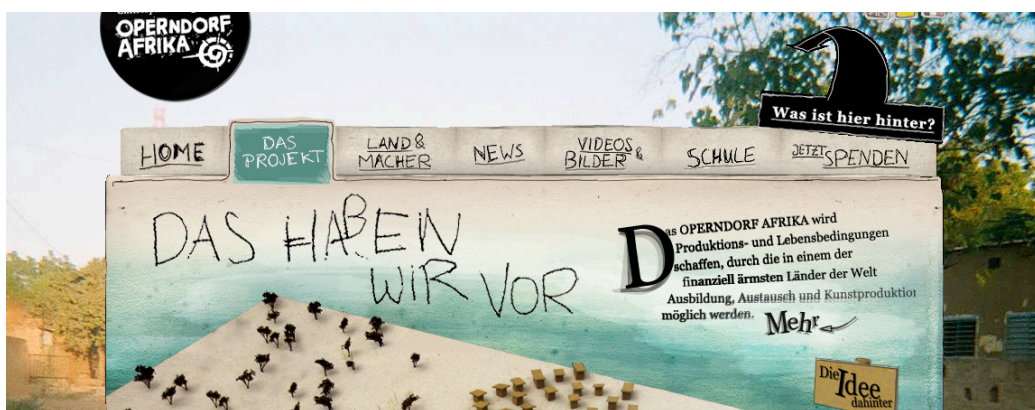 OPERNDORF
AFRIKA
Was ist hier hinter?
HOME
DAS
PROJEKT
LAND &
MACHER
NEWS
VIDEOS &
BILDER
SCHULE
JETZT SPENDEN
DAS HABEN
WIR VOR
Das OPERNDORF AFRIKA wird
Produktions- und Lebensbedingungen
schaffen, durch die in einem der
finanziell ärmsten Länder der Welt
Ausbildung, Austausch und Kunstproduktion
möglich werden.
Mehr
Die Idee
dahinter